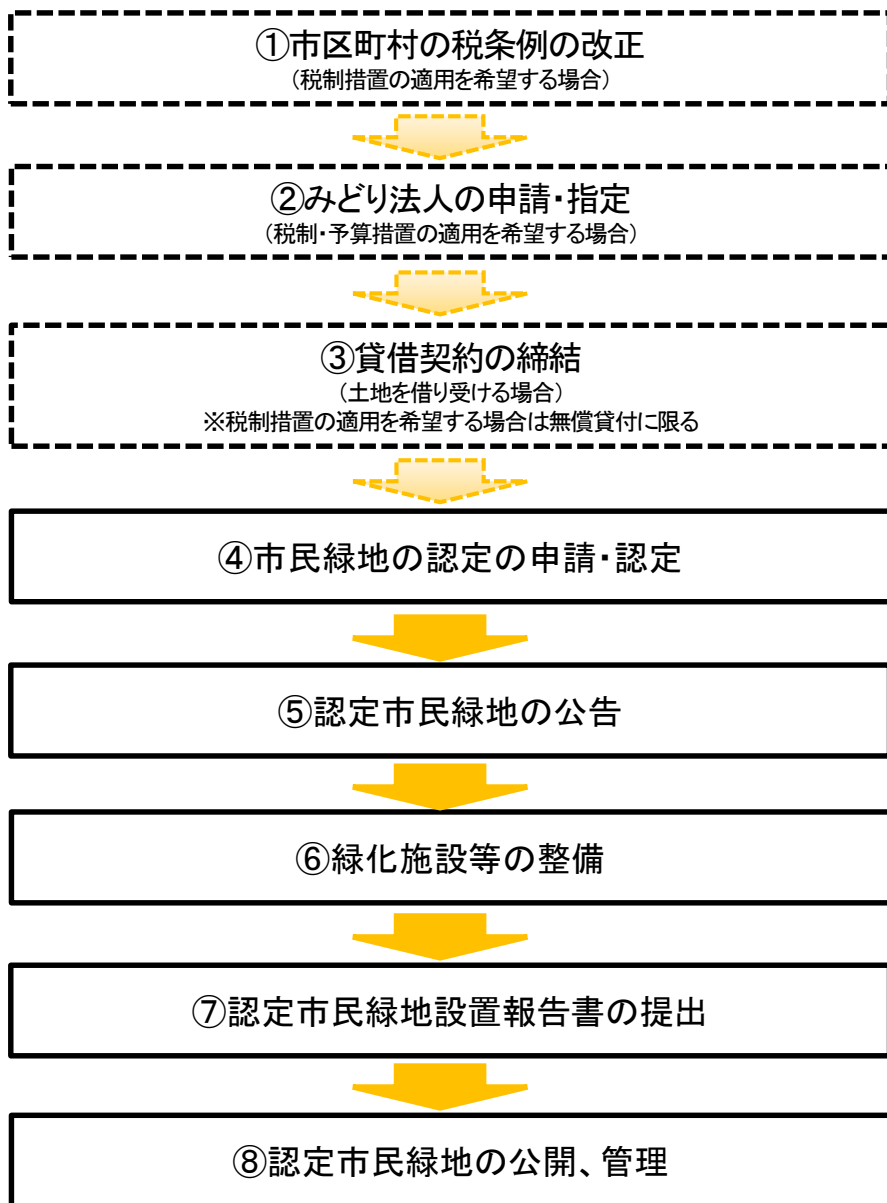 ①市区町村の税条例の改正
（税制措置の適用を希望する場合）
②みどり法人の申請・指定
（税制・予算措置の適用を希望する場合）
③貸借契約の締結
（土地を借り受ける場合）
※税制措置の適用を希望する場合は無償貸付に限る
④市民緑地の認定の申請・認定
⑤認定市民緑地の公告
⑥緑化施設等の整備
⑦認定市民緑地設置報告書の提出
⑧認定市民緑地の公開、管理